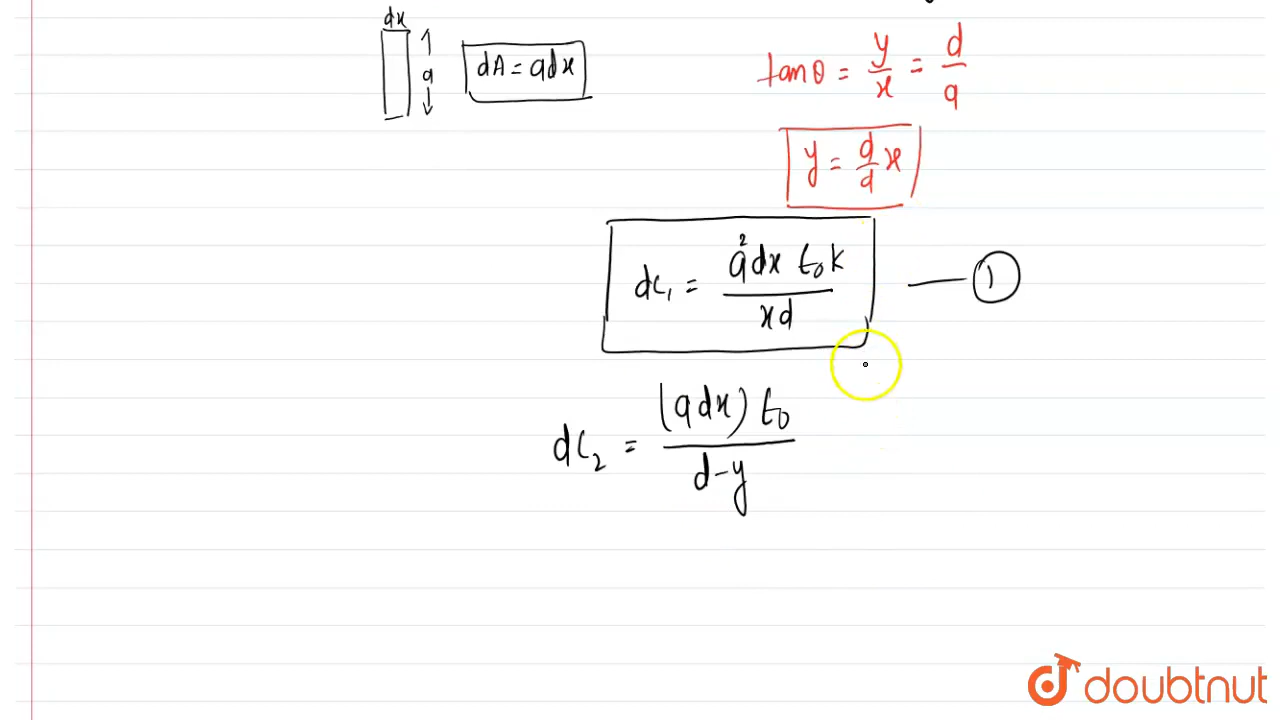 dx
a
dA = adx
tanθ = y/x = d/a
y = d/a x
dC₁ = a²dx ϵ₀k / xd — ①
dC₂ = (adx) ϵ₀ / d-y
doubtnut